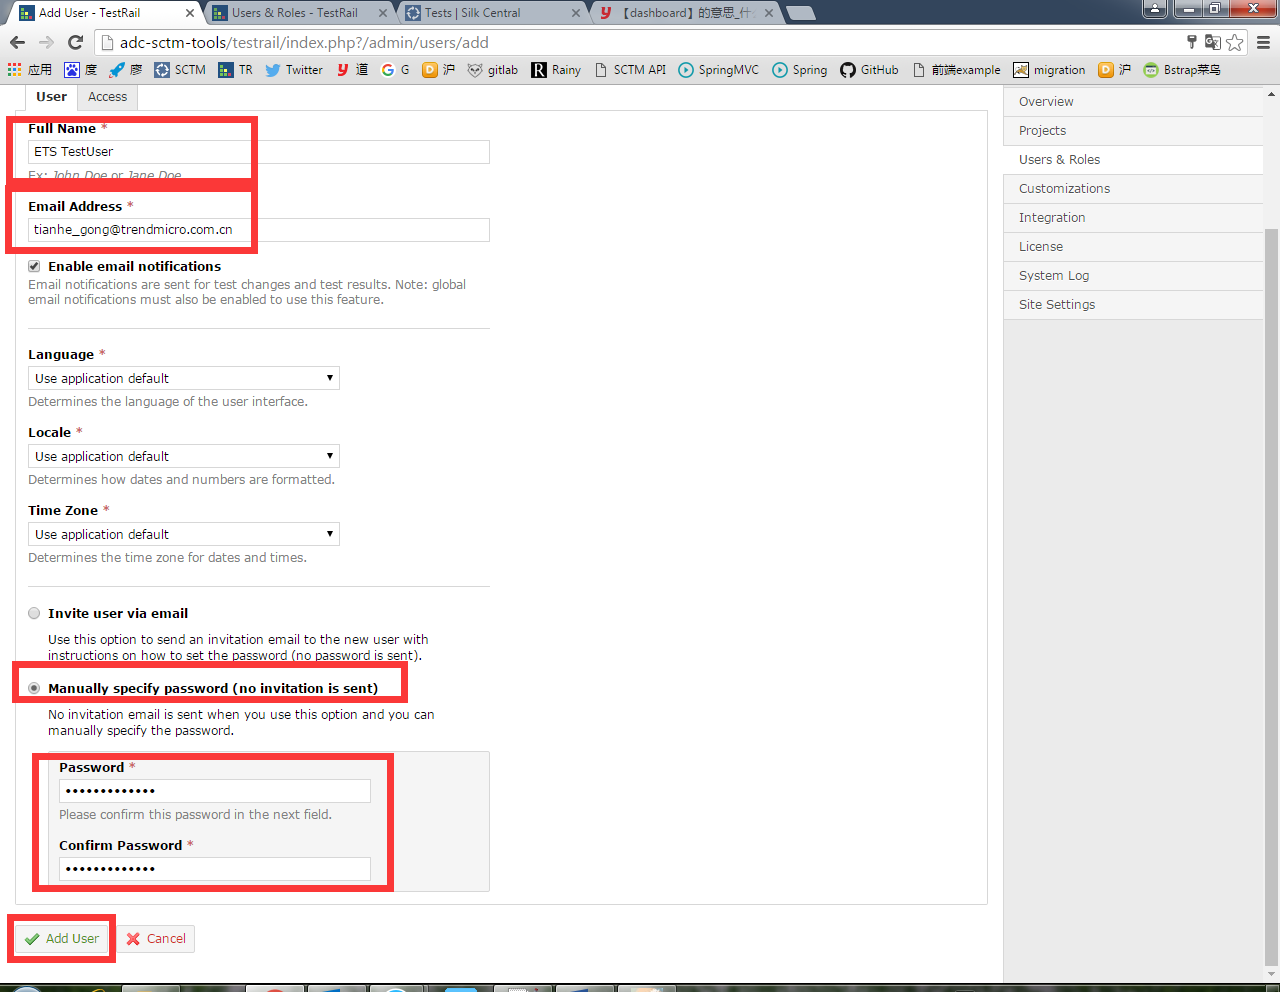 Add User - TestRail
Users & Roles - TestRail
Tests | Silk Central
【dashboard】的意思_什
adc-sctm-tools/testrail/index.php?/admin/users/add
应用 度 廖 SCTM TR Twitter 道 G 沪 gitlab Rainy SCTM API SpringMVC Spring GitHub 前端example migration 沪 Bstrap菜鸟
User Access
Full Name *
ETS TestUser
Ex: John Doe or Jane Doe
Email Address *
tianhe_gong@trendmicro.com.cn
Enable email notifications
Email notifications are sent for test changes and test results. Note: global
email notifications must also be enabled to use this feature.
Language *
Use application default
Determines the language of the user interface.
Locale *
Use application default
Determines how dates and numbers are formatted.
Time Zone *
Use application default
Determines the time zone for dates and times.
Invite user via email
Use this option to send an invitation email to the new user with
instructions on how to set the password (no password is sent).
Manually specify password (no invitation is sent)
No invitation email is sent when you use this option and you can
manually specify the password.
Password *
•••••••••••••
Please confirm this password in the next field.
Confirm Password *
•••••••••••••
Add User Cancel
Overview
Projects
Users & Roles
Customizations
Integration
License
System Log
Site Settings